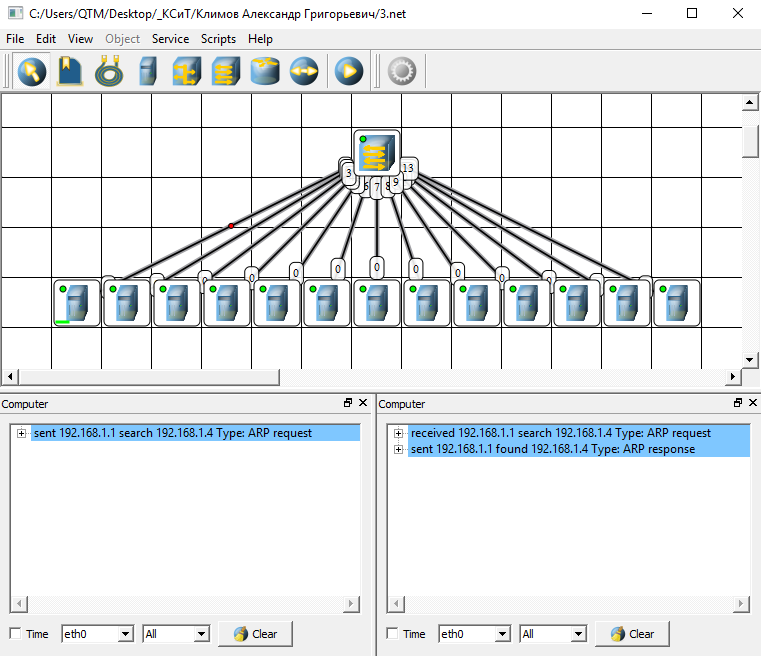 C:/Users/QTM/Desktop/_КСиТ/Климов Александр Григорьевич/3.net
File Edit View Object Service Scripts Help
3 6 7 8 9 13
0 0 0 0 0 0 0 0 0 0
Computer
sent 192.168.1.1 search 192.168.1.4 Type: ARP request
Time eth0 All Clear
Computer
received 192.168.1.1 search 192.168.1.4 Type: ARP request
sent 192.168.1.1 found 192.168.1.4 Type: ARP response
Time eth0 All Clear